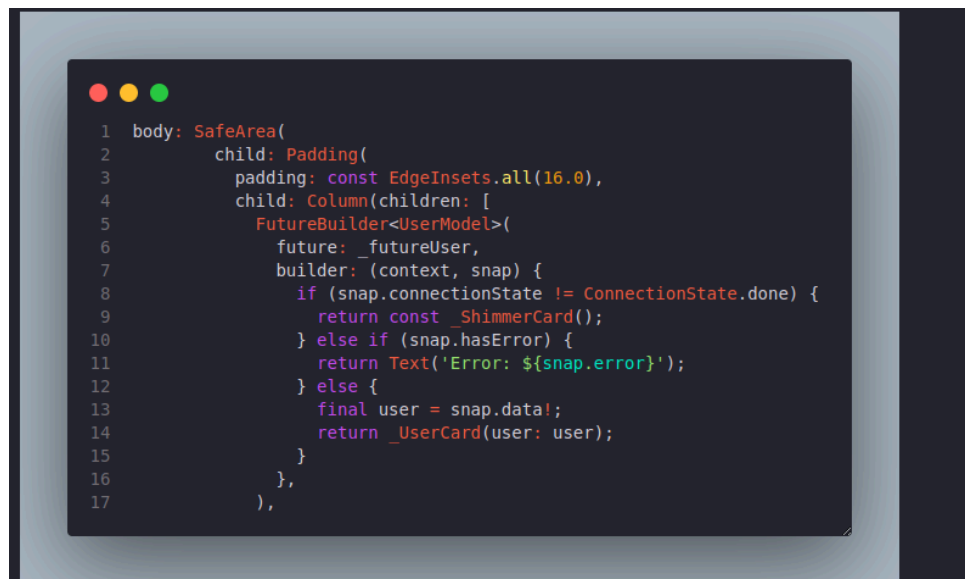 1 body: SafeArea(
2 child: Padding(
3 padding: const EdgeInsets.all(16.0),
4 child: Column(children: [
5 FutureBuilder<UserModel>(
6 future: _futureUser,
7 builder: (context, snap) {
8 if (snap.connectionState != ConnectionState.done) {
9 return const _ShimmerCard();
10 } else if (snap.hasError) {
11 return Text('Error: ${snap.error}');
12 } else {
13 final user = snap.data!;
14 return _UserCard(user: user);
15 }
16 },
17 ),